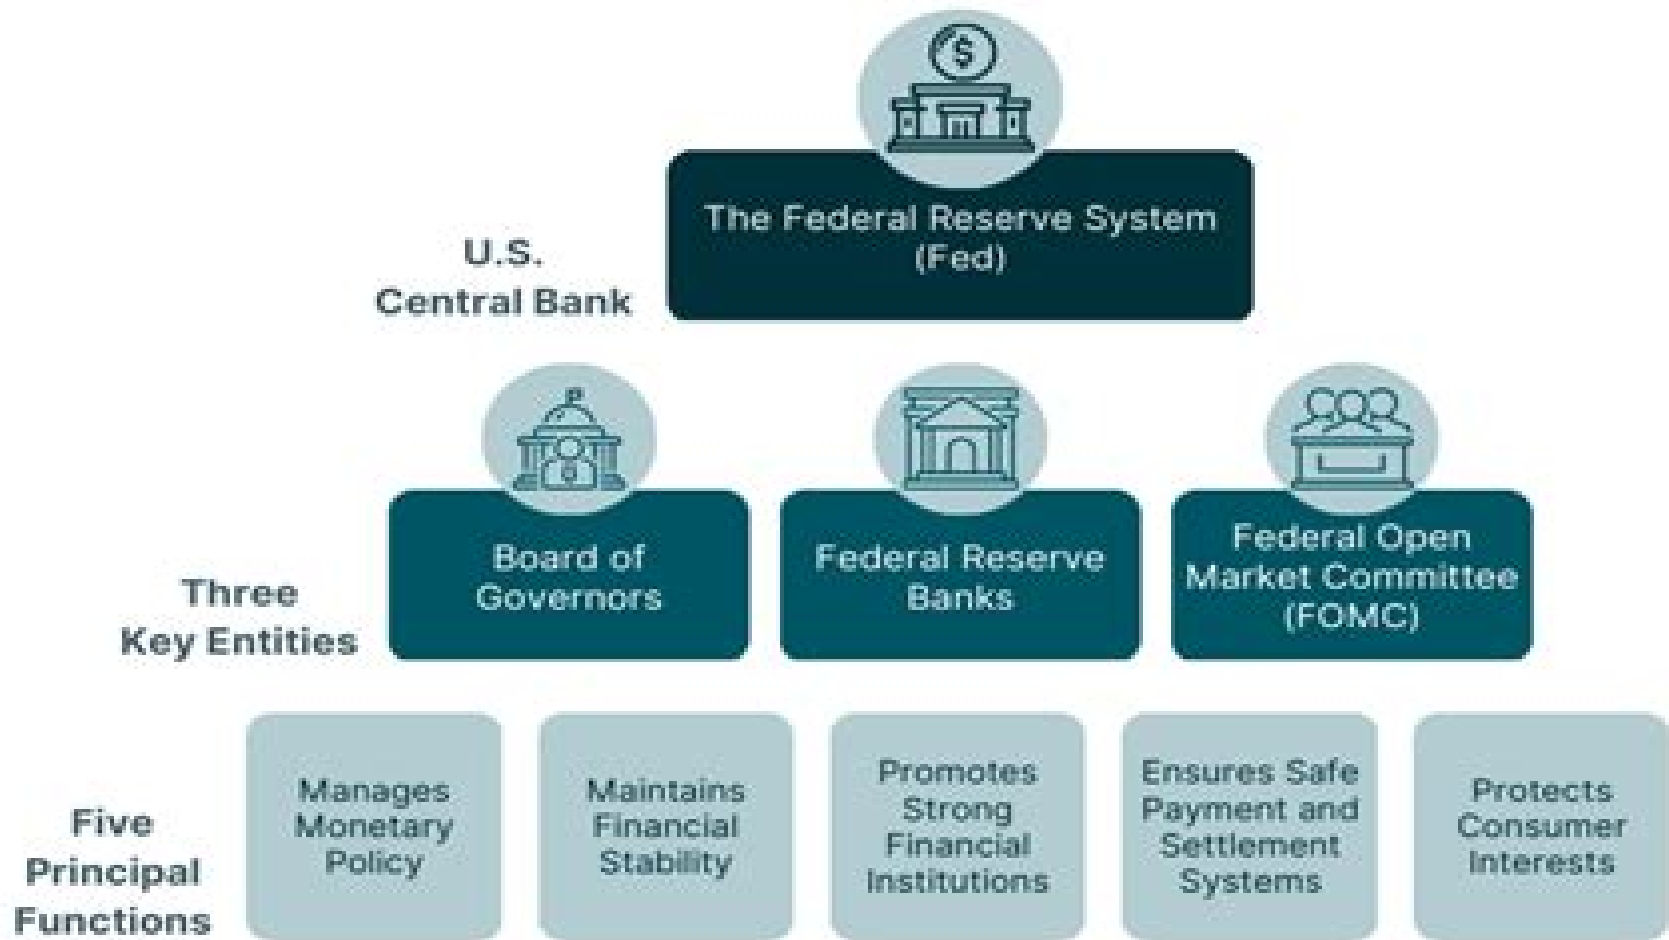 $
The Federal Reserve System
(Fed)
U.S.
Central Bank
Board of
Governors
Federal Reserve
Banks
Federal Open
Market Committee
(FOMC)
Three
Key Entities
Manages
Monetary
Policy
Maintains
Financial
Stability
Promotes
Strong
Financial
Institutions
Ensures Safe
Payment and
Settlement
Systems
Protects
Consumer
Interests
Five
Principal
Functions